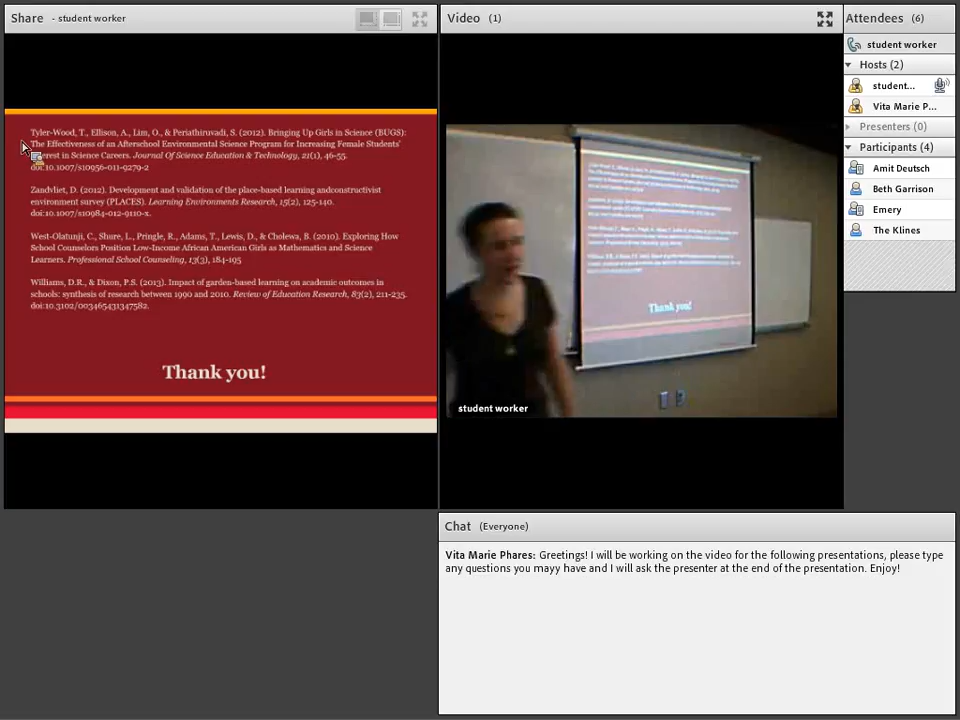 Share - student worker
Tyler-Wood, T., Ellison, A., Lim, O., & Periathiruvadi, S. (2012). Bringing Up Girls in Science (BUGS):
The Effectiveness of an Afterschool Environmental Science Program for Increasing Female Students'
erest in Science Careers. Journal Of Science Education & Technology, 21(1), 46-55.
doi:10.1007/s10956-011-9279-2
Zandvliet, D. (2012). Development and validation of the place-based learning andconstructivist
environment survey (PLACES). Learning Environments Research, 15(2), 125-140.
doi:10.1007/s10984-012-9110-x.
West-Olatunji, C., Shure, L., Pringle, R., Adams, T., Lewis, D., & Cholewa, B. (2010). Exploring How
School Counselors Position Low-Income African American Girls as Mathematics and Science
Learners. Professional School Counseling, 13(3), 184-195
Williams, D.R., & Dixon, P.S. (2013). Impact of garden-based learning on academic outcomes in
schools: synthesis of research between 1990 and 2010. Review of Education Research, 83(2), 211-235.
doi:10.3102/0034654313475​82.
Thank you!
Video (1)
Thank you!
student worker
Attendees (6)
student worker
Hosts (2)
student...
Vita Marie P...
Presenters (0)
Participants (4)
Amit Deutsch
Beth Garrison
Emery
The Klines
Chat (Everyone)
Vita Marie Phares: Greetings! I will be working on the video for the following presentations, please type
any questions you mayy have and I will ask the presenter at the end of the presentation. Enjoy!